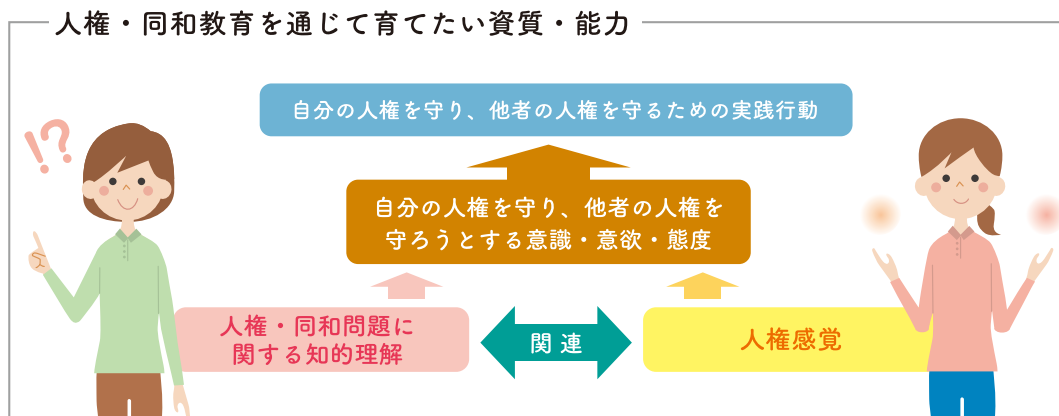 人権・同和教育を通じて育てたい資質・能力
自分の人権を守り、他者の人権を守るための実践行動
!?
自分の人権を守り、他者の人権を
守ろうとする意識・意欲・態度
人権・同和問題に
関する知的理解
関連
人権感覚